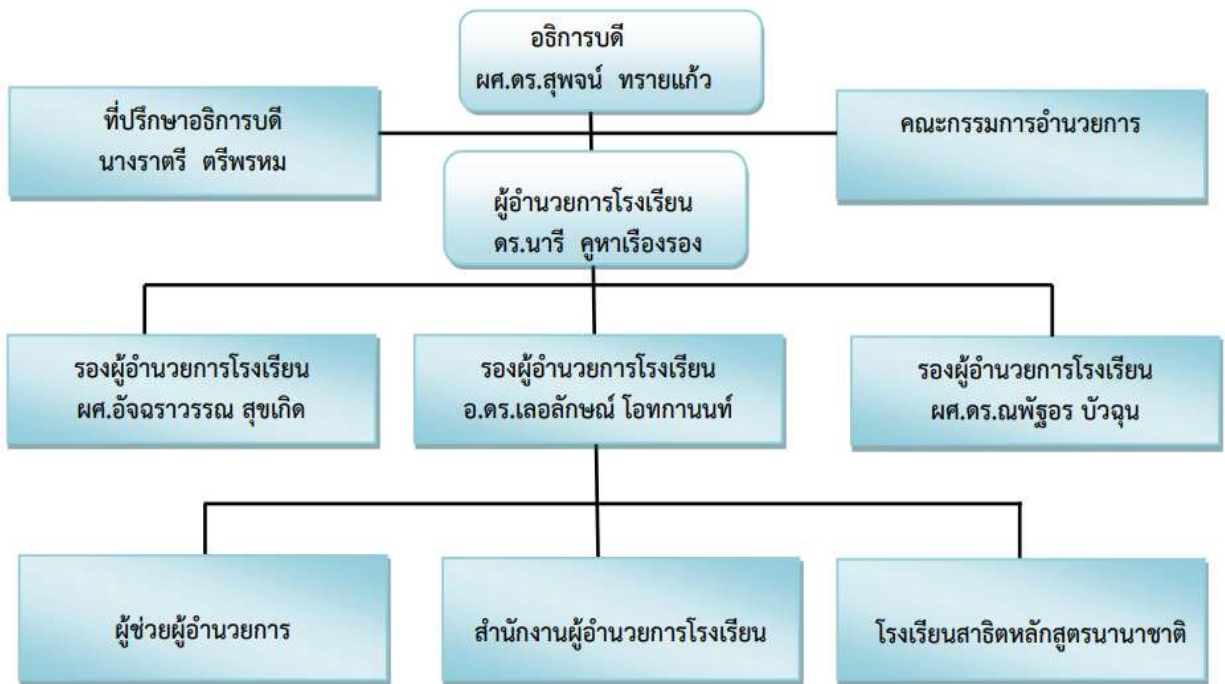 อธิการบดี
ผศ.ดร.สุพจน์ ทรายแก้ว
ที่ปรึกษาอธิการบดี
นางราตรี ตรีพรหม
คณะกรรมการอำนวยการ
ผู้อำนวยการโรงเรียน
ดร.นารี คูหาเรืองรอง
รองผู้อำนวยการโรงเรียน
ผศ.อัจฉราวรรณ สุขเกิด
รองผู้อำนวยการโรงเรียน
อ.ดร.เลอลักษณ์ โอทกานนท์
รองผู้อำนวยการโรงเรียน
ผศ.ดร.ณพัฐอร บัวฉุน
ผู้ช่วยผู้อำนวยการ
สำนักงานผู้อำนวยการโรงเรียน
โรงเรียนสาธิตหลักสูตรนานาชาติ